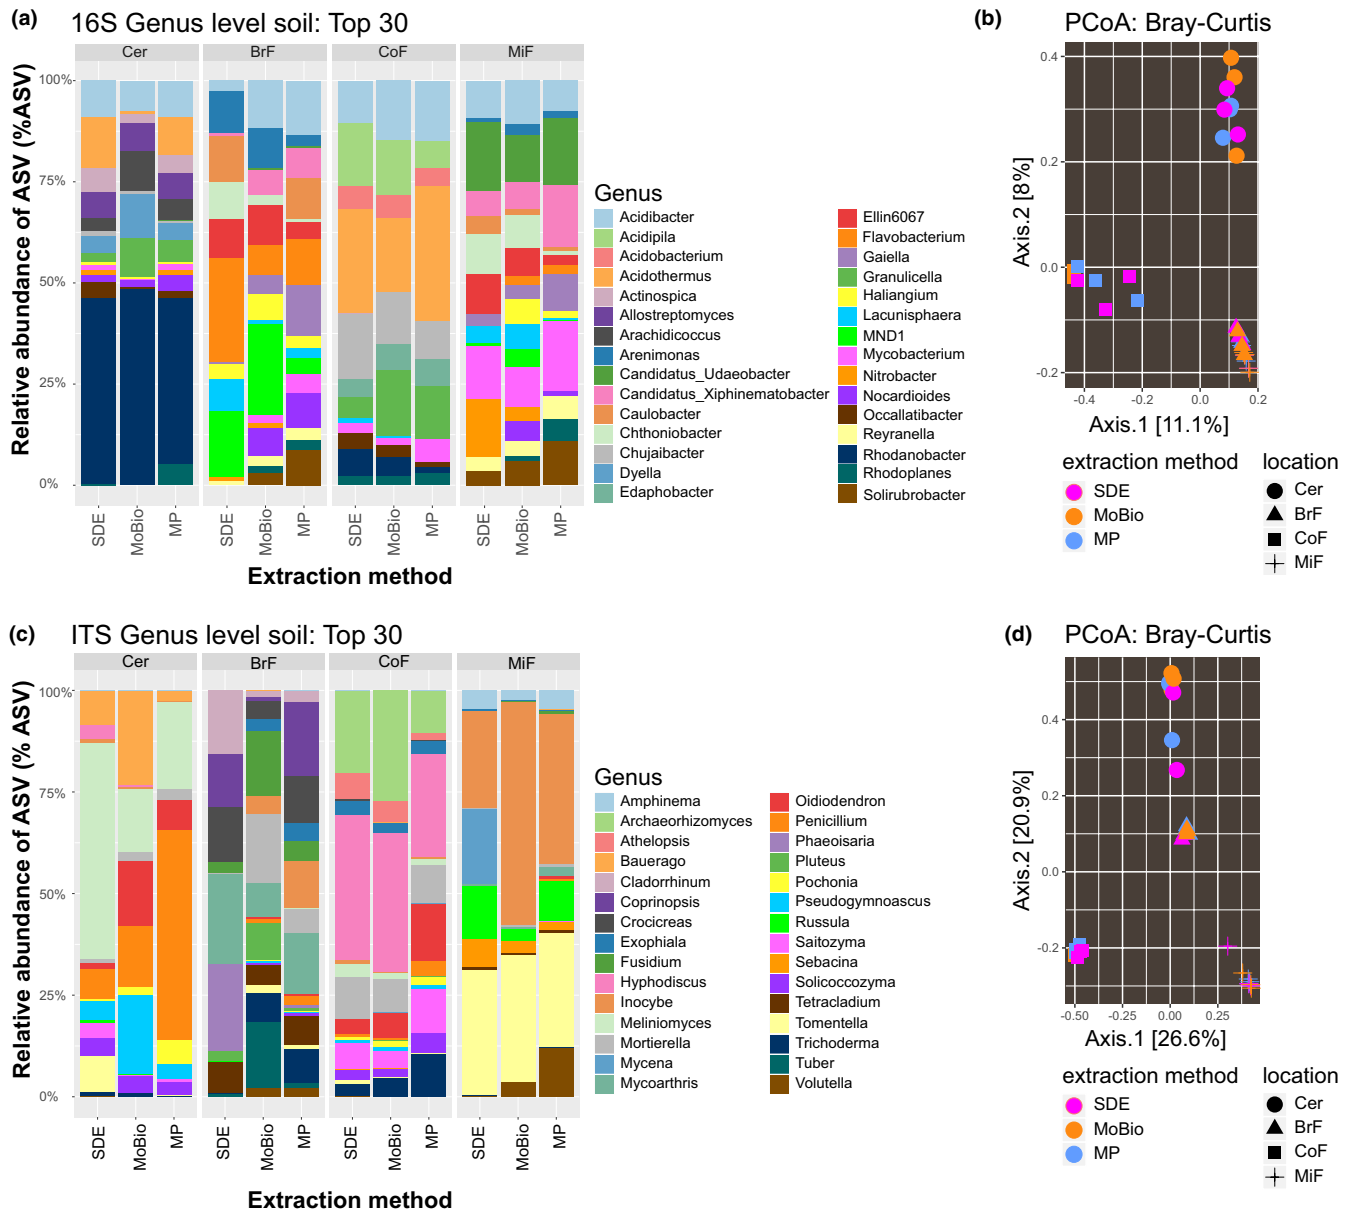 (a) 16S Genus level soil: Top 30
Cer BrF CoF MiF
Relative abundance of ASV (%ASV)
100%
75%
50%
25%
0%
SDE MoBio MP SDE MoBio MP SDE MoBio MP SDE MoBio MP
Extraction method
Genus
Acidibacter
Acidipila
Acidobacterium
Acidothermus
Actinospica
Allostreptomyces
Arachidicoccus
Arenimonas
Candidatus_Udaeobacter
Candidatus_Xiphinematobacter
Caulobacter
Chthoniobacter
Chujaibacter
Dyella
Edaphobacter
Ellin6067
Flavobacterium
Gaiella
Granulicella
Haliangium
Lacunisphaera
MND1
Mycobacterium
Nitrobacter
Nocardioides
Occallatibacter
Reyranella
Rhodanobacter
Rhodoplanes
Solirubrobacter
(b) PCoA: Bray-Curtis
Axis.2 [8%]
0.4
0.2
0.0
-0.2
-0.4 -0.2 0.0 0.2
Axis.1 [11.1%]
extraction method
SDE
MoBio
MP
location
Cer
BrF
CoF
MiF
(c) ITS Genus level soil: Top 30
Cer BrF CoF MiF
Relative abundance of ASV (% ASV)
100%
75%
50%
25%
0%
SDE MoBio MP SDE MoBio MP SDE MoBio MP SDE MoBio MP
Extraction method
Genus
Amphinema
Archaeorhizomyces
Athelopsis
Bauerago
Cladorrhinum
Coprinopsis
Crocicreas
Exophiala
Fusidium
Hyphodiscus
Inocybe
Meliniomyces
Mortierella
Mycena
Mycoarthris
Oidiodendron
Penicillium
Phaeoisaria
Pluteus
Pochonia
Pseudogymnoascus
Russula
Saitozyma
Sebacina
Solicoccozyma
Tetracladium
Tomentella
Trichoderma
Tuber
Volutella
(d) PCoA: Bray-Curtis
Axis.2 [20.9%]
0.4
0.2
0.0
-0.2
-0.50 -0.25 0.00 0.25
Axis.1 [26.6%]
extraction method
SDE
MoBio
MP
location
Cer
BrF
CoF
MiF